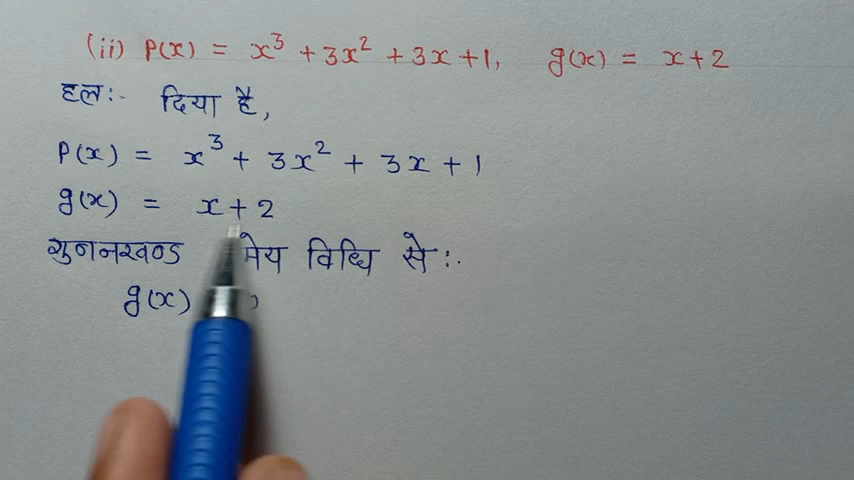 (ii) P(x) = x³ + 3x² + 3x + 1, g(x) = x + 2
हल:- दिया है,
P(x) = x³ + 3x² + 3x + 1
g(x) = x + 2
गुणनखण्ड विधि से:-
g(x)